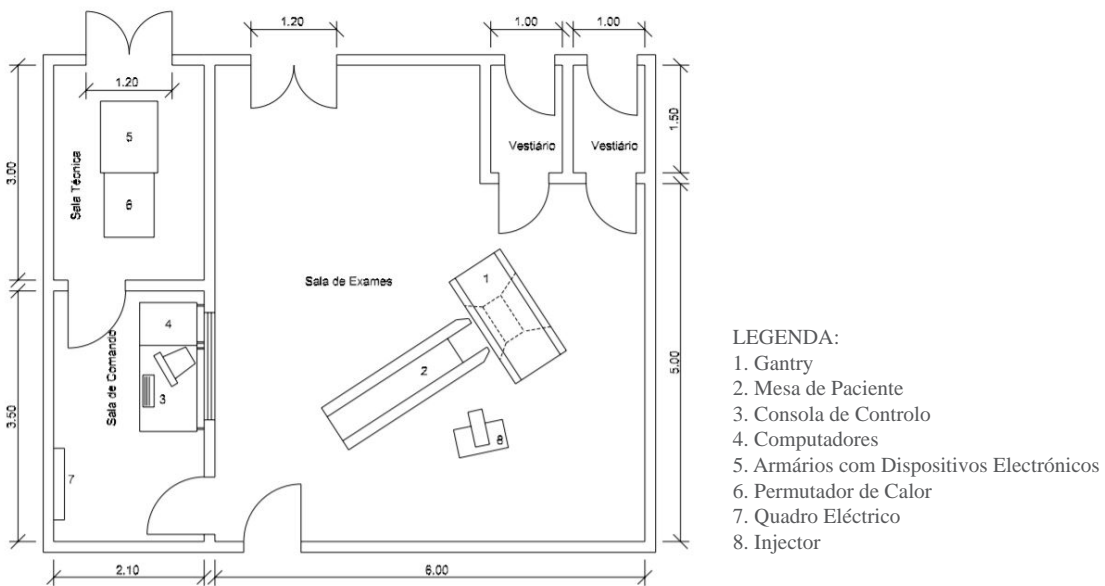 1.20
1.00
1.00
1.20
5
6
3.00
Sala Técnica
Vestiário
Vestiário
1.50
Sala de Exames
1
4
3
2
8
Sala de Comando
7
3.50
5.00
2.10
6.00
LEGENDA:
1. Gantry
2. Mesa de Paciente
3. Consola de Controlo
4. Computadores
5. Armários com Dispositivos Electrónicos
6. Permutador de Calor
7. Quadro Eléctrico
8. Injector